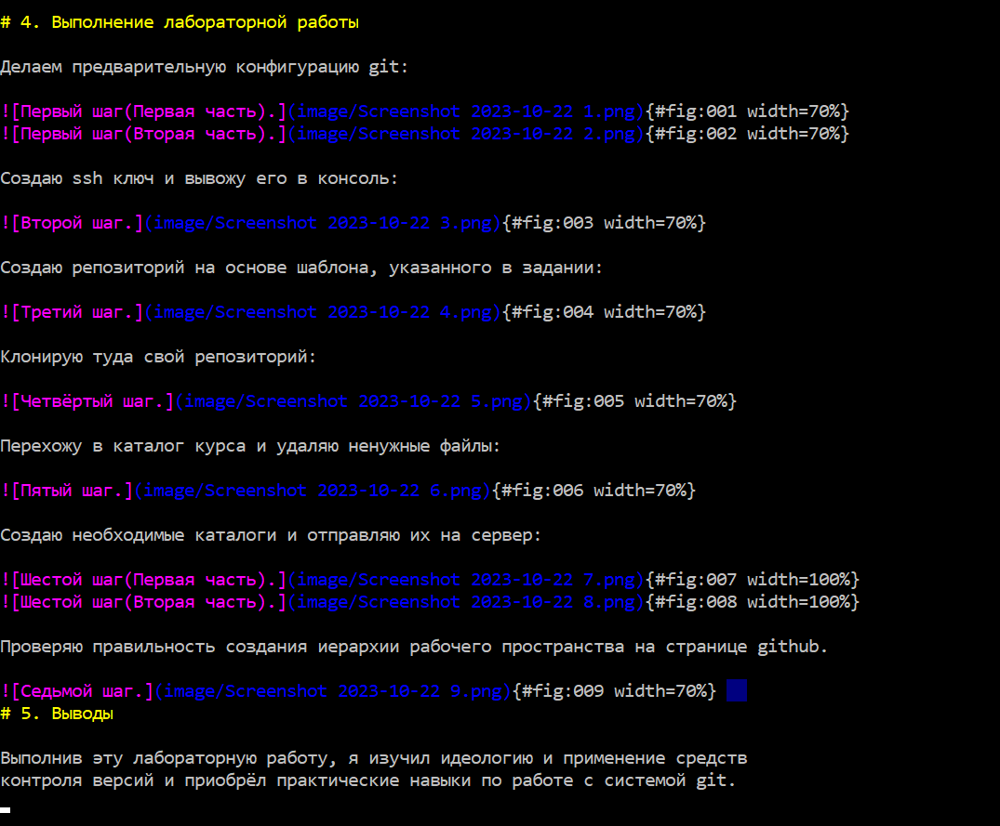 # 4. Выполнение лабораторной работы
Делаем предварительную конфигурацию git:
![Первый шаг(Первая часть).](image/Screenshot 2023-10-22 1.png){#fig:001 width=70%}
![Первый шаг(Вторая часть).](image/Screenshot 2023-10-22 2.png){#fig:002 width=70%}
Создаю ssh ключ и вывожу его в консоль:
![Второй шаг.](image/Screenshot 2023-10-22 3.png){#fig:003 width=70%}
Создаю репозиторий на основе шаблона, указанного в задании:
![Третий шаг.](image/Screenshot 2023-10-22 4.png){#fig:004 width=70%}
Клонирую туда свой репозиторий:
![Четвёртый шаг.](image/Screenshot 2023-10-22 5.png){#fig:005 width=70%}
Перехожу в каталог курса и удаляю ненужные файлы:
![Пятый шаг.](image/Screenshot 2023-10-22 6.png){#fig:006 width=70%}
Создаю необходимые каталоги и отправляю их на сервер:
![Шестой шаг(Первая часть).](image/Screenshot 2023-10-22 7.png){#fig:007 width=100%}
![Шестой шаг(Вторая часть).](image/Screenshot 2023-10-22 8.png){#fig:008 width=100%}
Проверяю правильность создания иерархии рабочего пространства на странице github.
![Седьмой шаг.](image/Screenshot 2023-10-22 9.png){#fig:009 width=70%}
# 5. Выводы
Выполнив эту лабораторную работу, я изучил идеологию и применение средств
контроля версий и приобрёл практические навыки по работе с системой git.